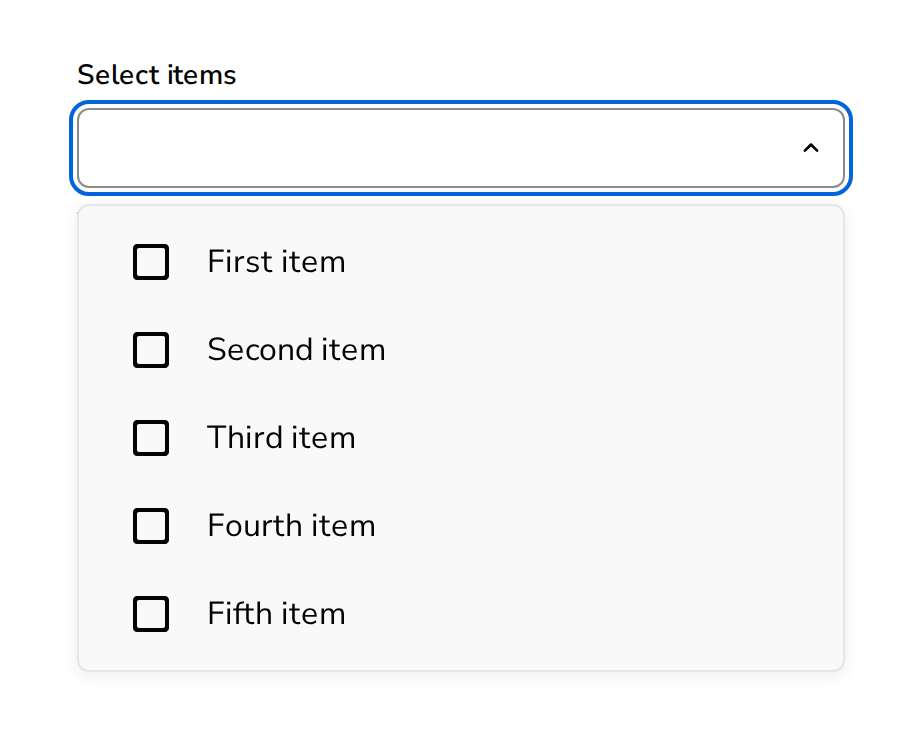 Select items
First item
Second item
Third item
Fourth item
Fifth item